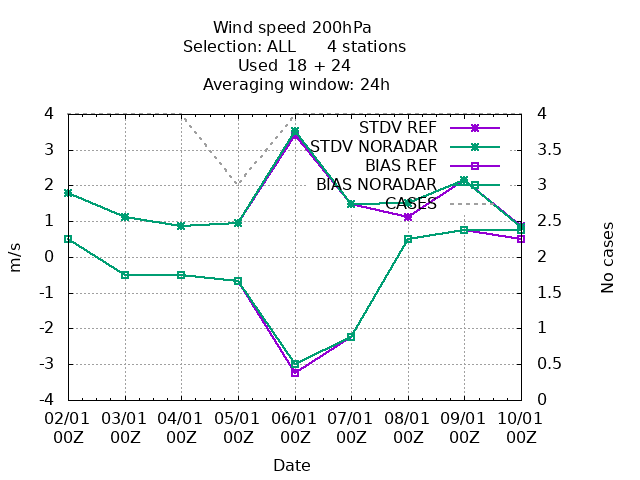 Wind speed 200hPa
Selection: ALL 4 stations
Used 18 + 24
Averaging window: 24h
4 3 2 1 0 -1 -2 -3 -4
m/s
4 3.5 3 2.5 2 1.5 1 0.5 0
No cases
STDV REF
STDV NORADAR
BIAS REF
BIAS NORADAR
CASES
02/01 03/01 04/01 05/01 06/01 07/01 08/01 09/01 10/01
00Z 00Z 00Z 00Z 00Z 00Z 00Z 00Z 00Z
Date